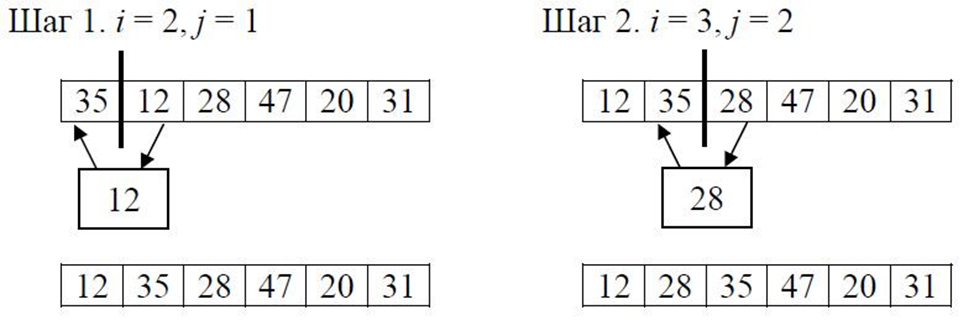 Шаг 1. i = 2, j = 1
35 12 28 47 20 31
12
12 35 28 47 20 31
Шаг 2. i = 3, j = 2
12 35 28 47 20 31
28
12 28 35 47 20 31